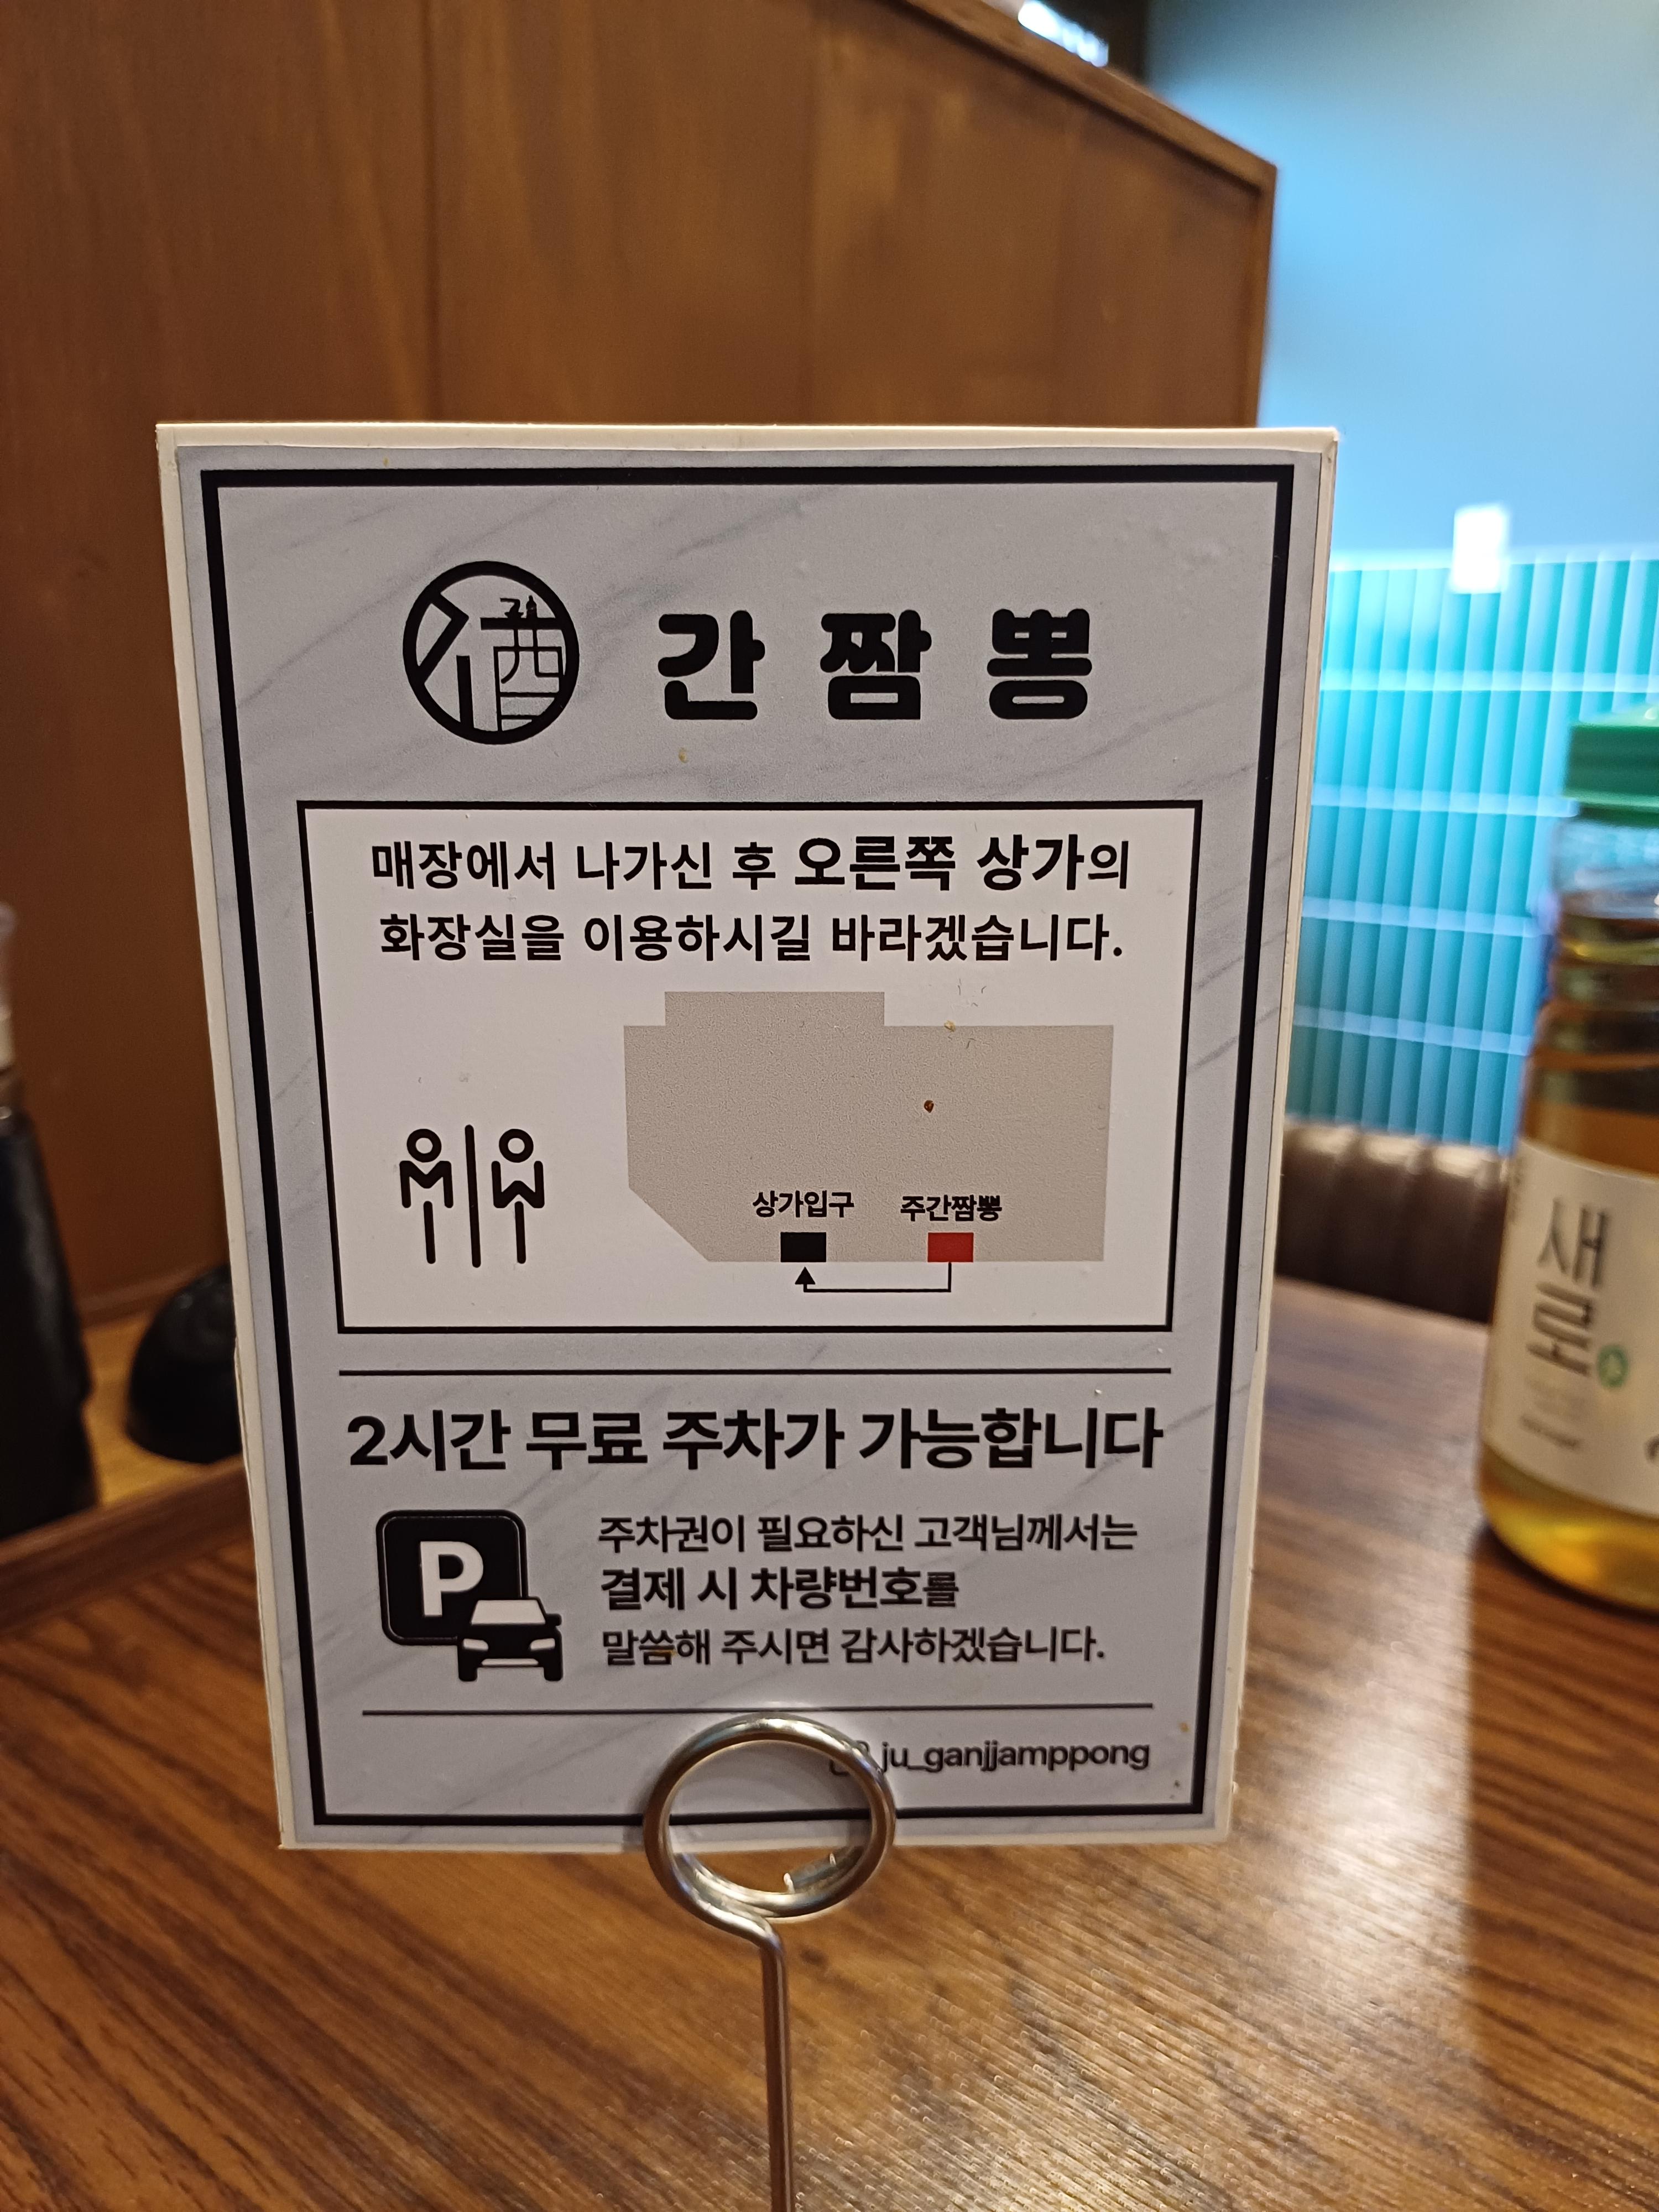 酒 간짬뽕
매장에서 나가신 후 오른쪽 상가의
화장실을 이용하시길 바라겠습니다.
상가입구 주간짬뽕
2시간 무료 주차가 가능합니다
P
주차권이 필요하신 고객님께서는
결제 시 차량번호를
말씀해 주시면 감사하겠습니다.
ju_ganjjamppong
새로